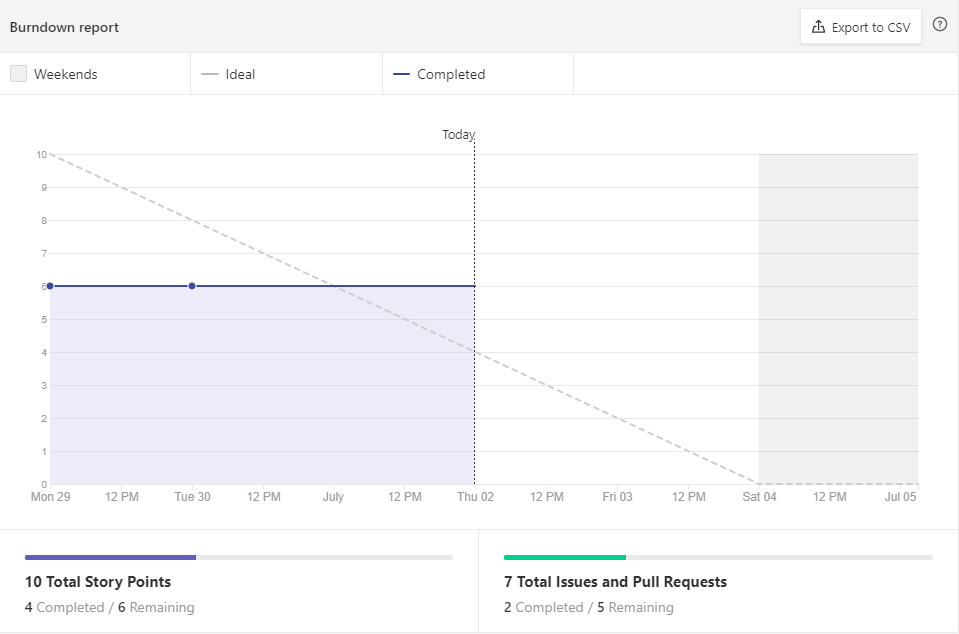 Burndown report
Export to CSV
?
Weekends
Ideal
Completed
Today
10
9
8
7
6
5
4
3
2
1
0
Mon 29 12 PM Tue 30 12 PM July 12 PM Thu 02 12 PM Fri 03 12 PM Sat 04 12 PM Jul 05
10 Total Story Points
4 Completed / 6 Remaining
7 Total Issues and Pull Requests
2 Completed / 5 Remaining